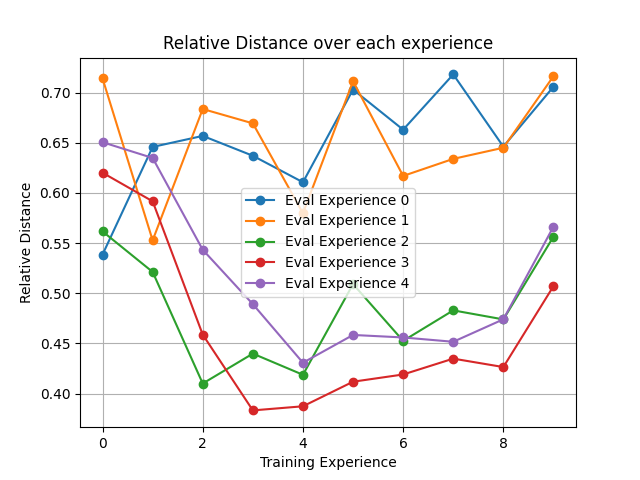 Relative Distance over each experience
Relative Distance
0.70
0.65
0.60
0.55
0.50
0.45
0.40
Eval Experience 0
Eval Experience 1
Eval Experience 2
Eval Experience 3
Eval Experience 4
0 2 4 6 8
Training Experience